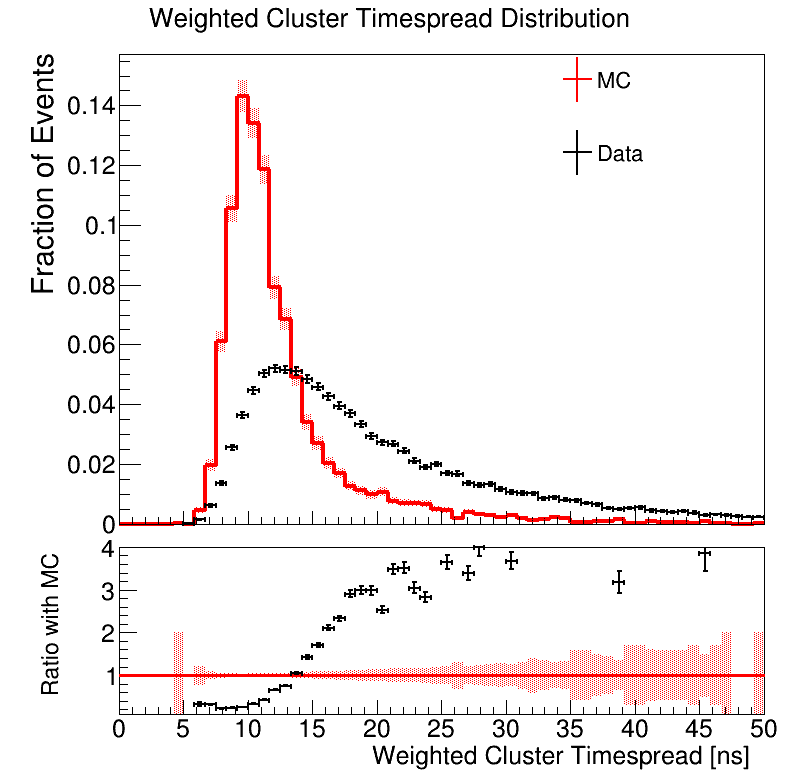 Weighted Cluster Timespread Distribution
Fraction of Events
0.14
0.12
0.1
0.08
0.06
0.04
0.02
0
MC
Data
Ratio with MC
4
3
2
1
0 5 10 15 20 25 30 35 40 45 50
Weighted Cluster Timespread [ns]